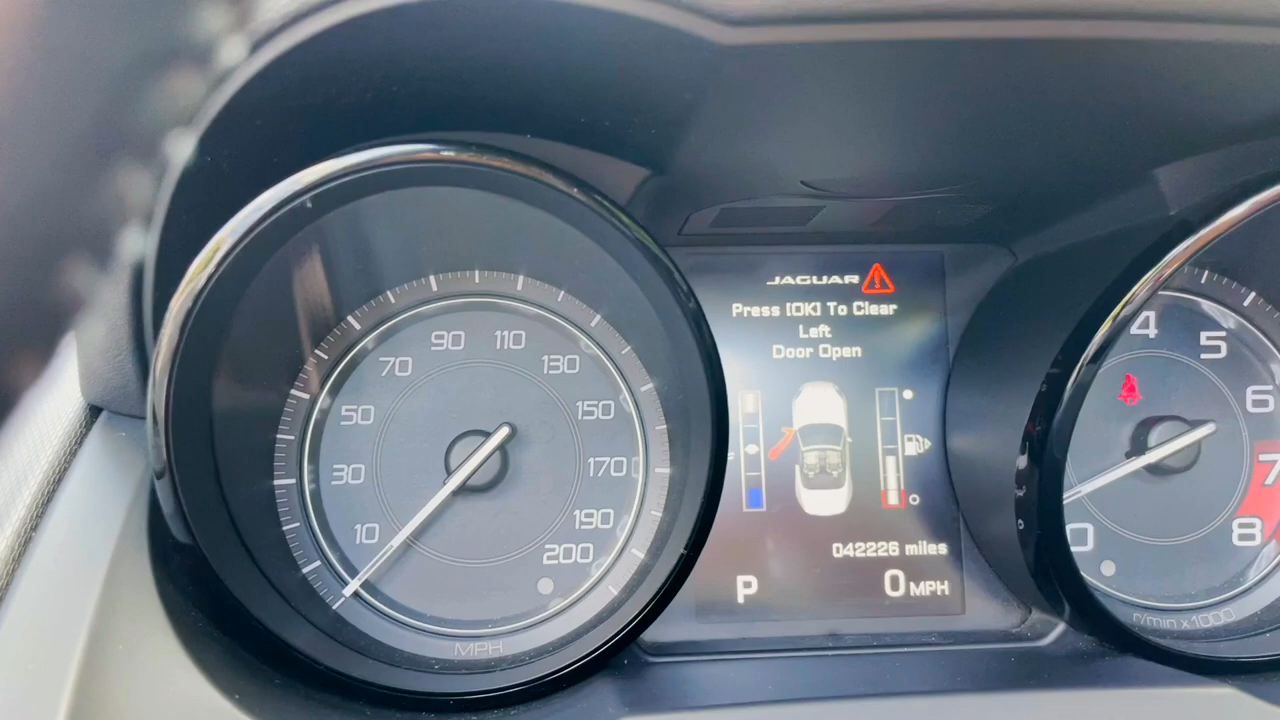 90 110
70 130
50 150
30 170
10 190
200
MPH
JAGUAR
Press [OK] To Clear
Left
Door Open
042226 miles
P 0 MPH
4 5
6
7
0 8
r/min x1000